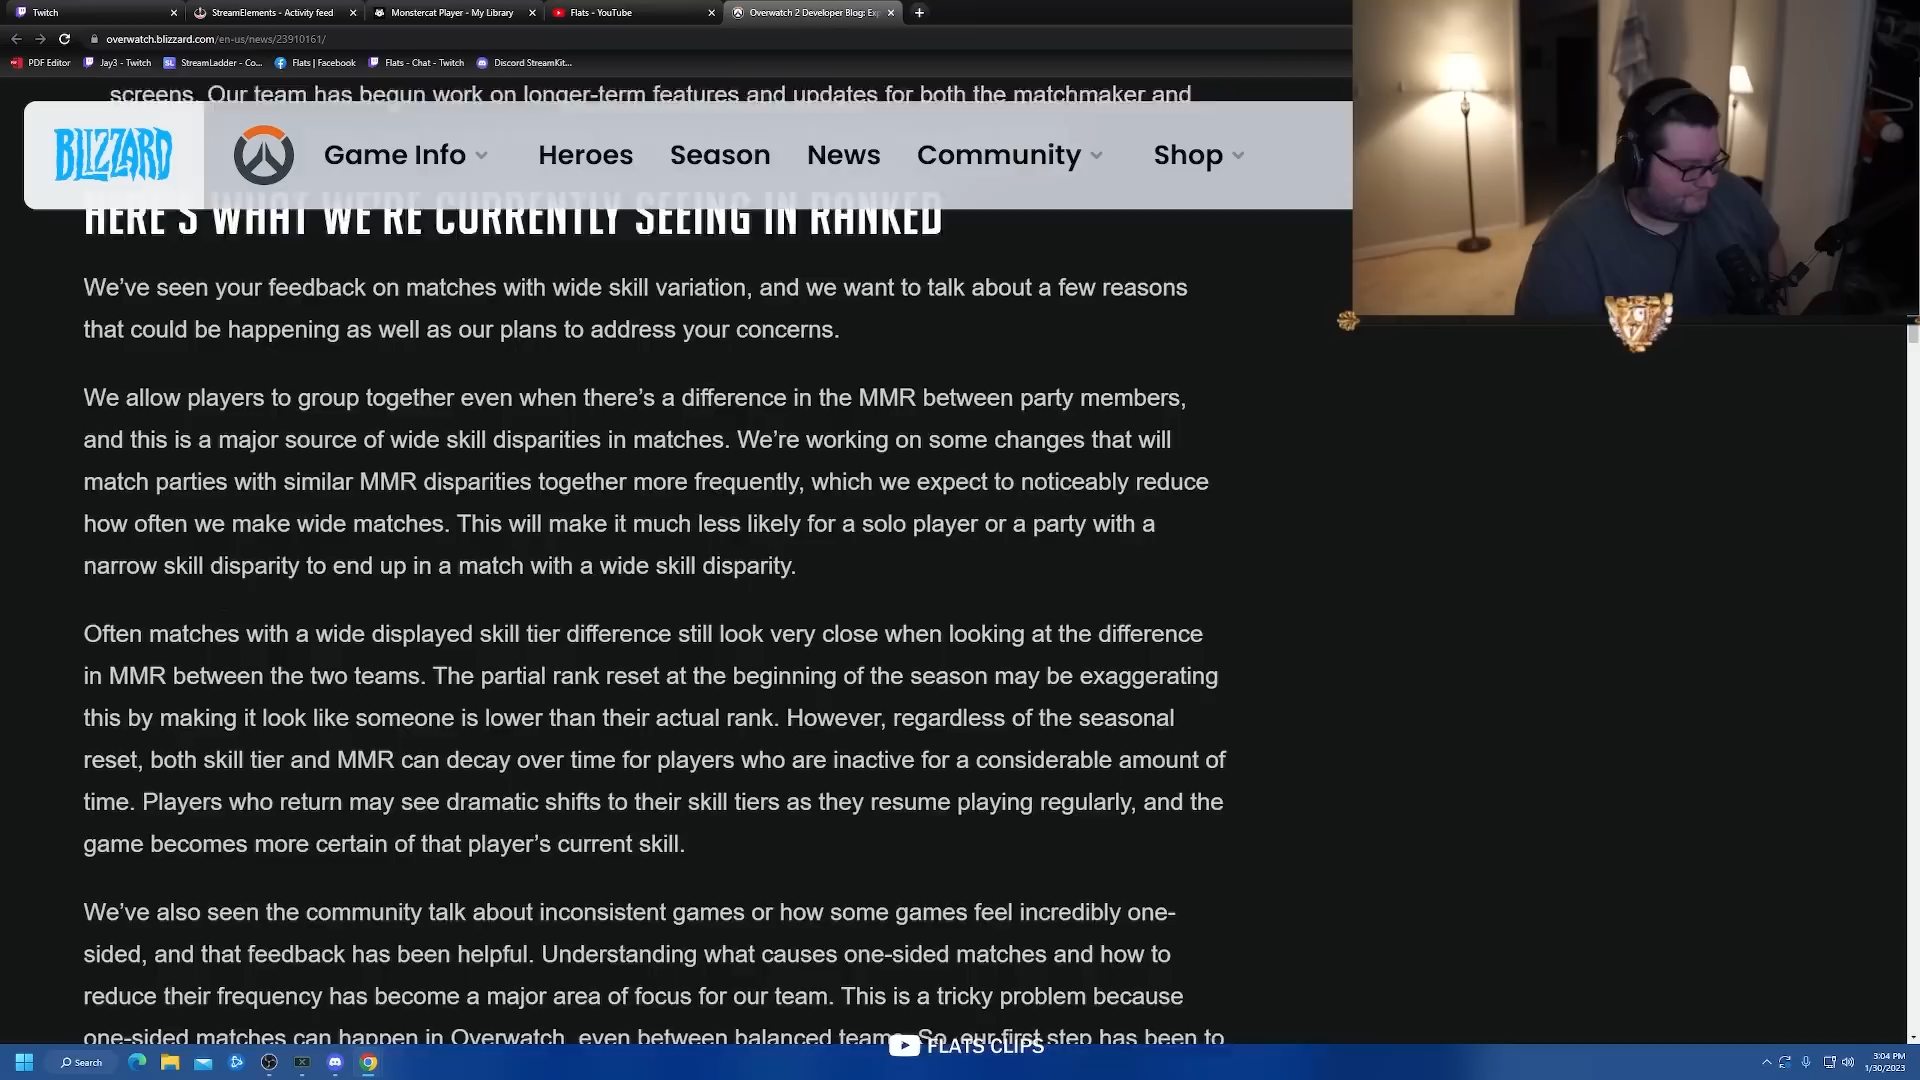 Twitch
StreamElements - Activity feed
Monstercat Player - My Library
Flats - YouTube
Overwatch 2 Developer Blog: Ex
overwatch.blizzard.com/en-us/news/23910161/
PDF Editor
Jay3 - Twitch
SL
StreamLadder - Co...
Flats | Facebook
Flats - Chat - Twitch
Discord StreamKit...
screens. Our team has begun work on longer-term features and updates for both the matchmaker and
BLIZZARD
Game Info
Heroes
Season
News
Community
Shop
HERE'S WHAT WE'RE CURRENTLY SEEING IN RANKED
We’ve seen your feedback on matches with wide skill variation, and we want to talk about a few reasons
that could be happening as well as our plans to address your concerns.
We allow players to group together even when there’s a difference in the MMR between party members,
and this is a major source of wide skill disparities in matches. We’re working on some changes that will
match parties with similar MMR disparities together more frequently, which we expect to noticeably reduce
how often we make wide matches. This will make it much less likely for a solo player or a party with a
narrow skill disparity to end up in a match with a wide skill disparity.
Often matches with a wide displayed skill tier difference still look very close when looking at the difference
in MMR between the two teams. The partial rank reset at the beginning of the season may be exaggerating
this by making it look like someone is lower than their actual rank. However, regardless of the seasonal
reset, both skill tier and MMR can decay over time for players who are inactive for a considerable amount of
time. Players who return may see dramatic shifts to their skill tiers as they resume playing regularly, and the
game becomes more certain of that player’s current skill.
We’ve also seen the community talk about inconsistent games or how some games feel incredibly one-
sided, and that feedback has been helpful. Understanding what causes one-sided matches and how to
reduce their frequency has become a major area of focus for our team. This is a tricky problem because
one-sided matches can happen in Overwatch, even between balanced teams. So, our first step has been to
FLATS CLIPS
Search
3:04 PM
1/30/2023